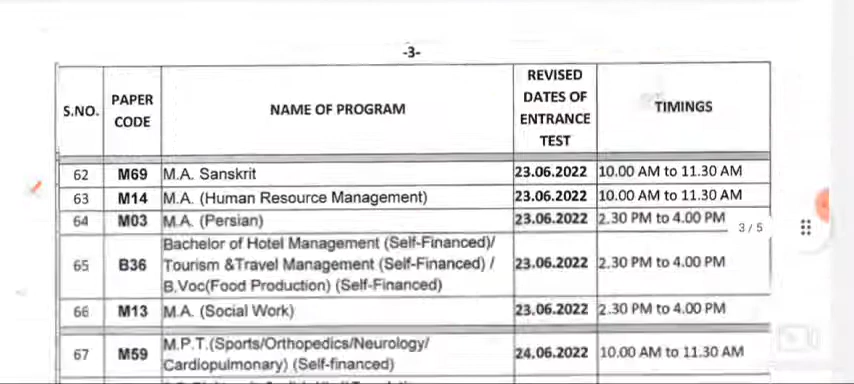 -3-
S.NO. PAPER CODE NAME OF PROGRAM REVISED DATES OF ENTRANCE TEST TIMINGS
62 M69 M.A. Sanskrit 23.06.2022 10.00 AM to 11.30 AM
63 M14 M.A. (Human Resource Management) 23.06.2022 10.00 AM to 11.30 AM
64 M03 M.A. (Persian) 23.06.2022 2.30 PM to 4.00 PM
3/5
Bachelor of Hotel Management (Self-Financed)/
65 B36 Tourism &Travel Management (Self-Financed) / 23.06.2022 2.30 PM to 4.00 PM
B.Voc(Food Production) (Self-Financed)
66 M13 M.A. (Social Work) 23.06.2022 2.30 PM to 4.00 PM
67 M59 M.P.T.(Sports/Orthopedics/Neurology/ 24.06.2022 10.00 AM to 11.30 AM
Cardiopulmonary) (Self-financed)